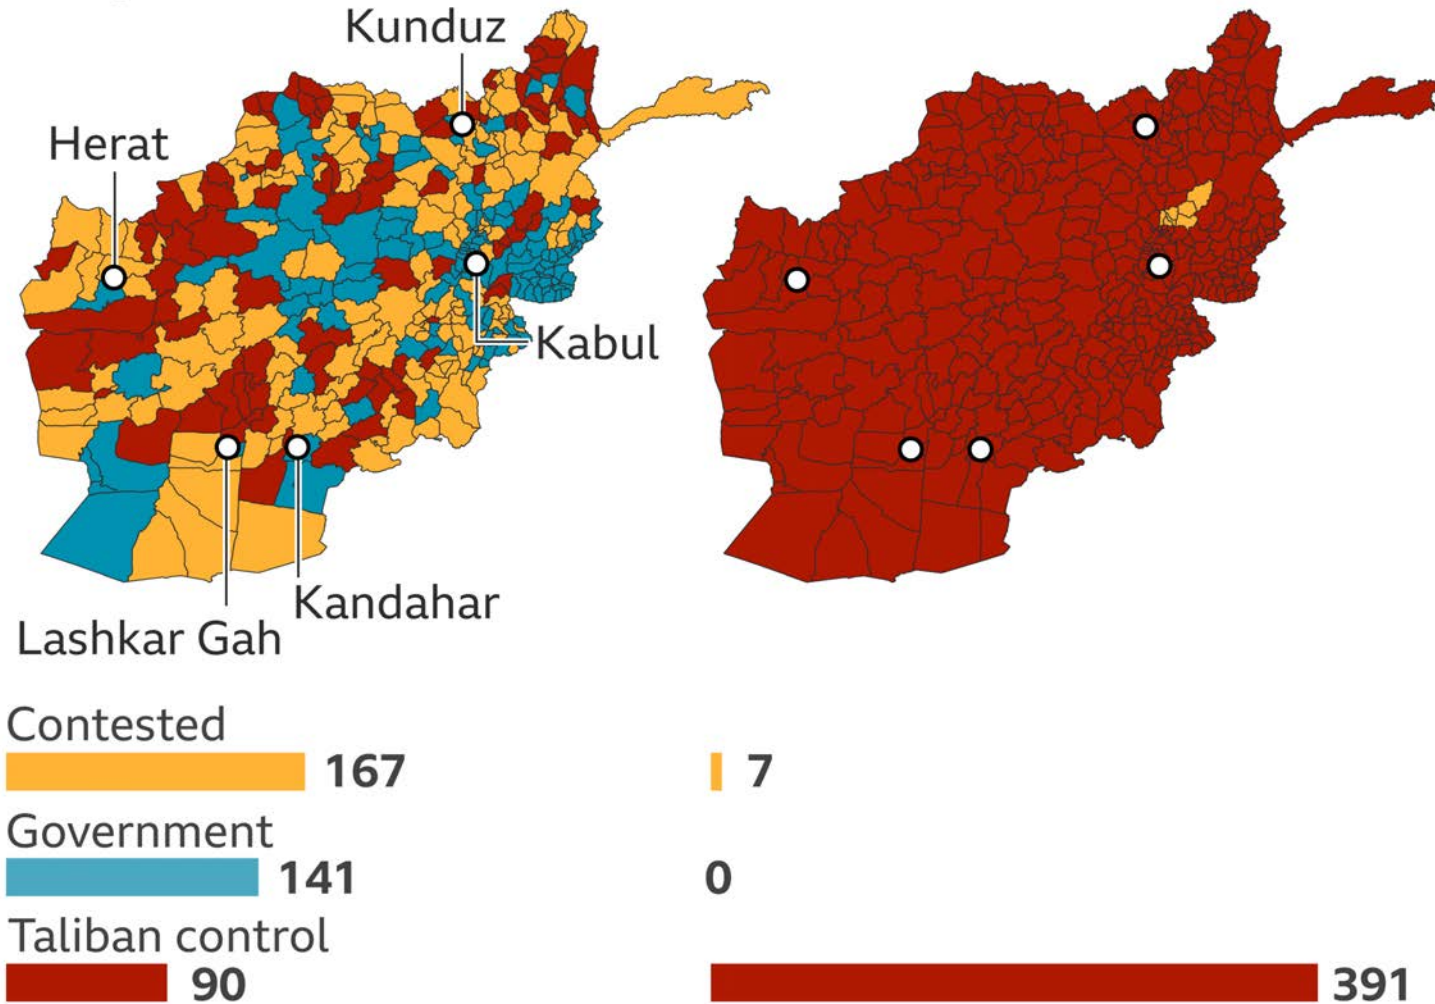 Kunduz
Herat
Kabul
Kandahar
Lashkar Gah
Contested
167
7
Government
141
0
Taliban control
90
391